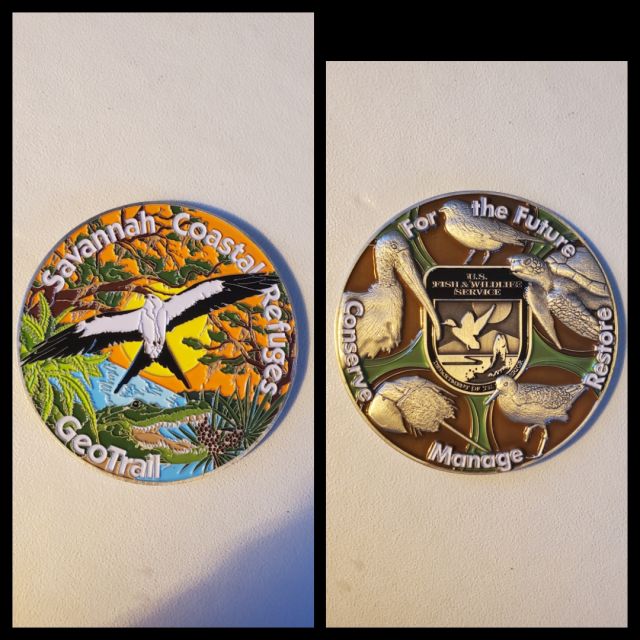 Savannah Coastal Refuges
GeoTrail
For the Future
U.S.
FISH & WILDLIFE
SERVICE
Conserve
Restore
Manage